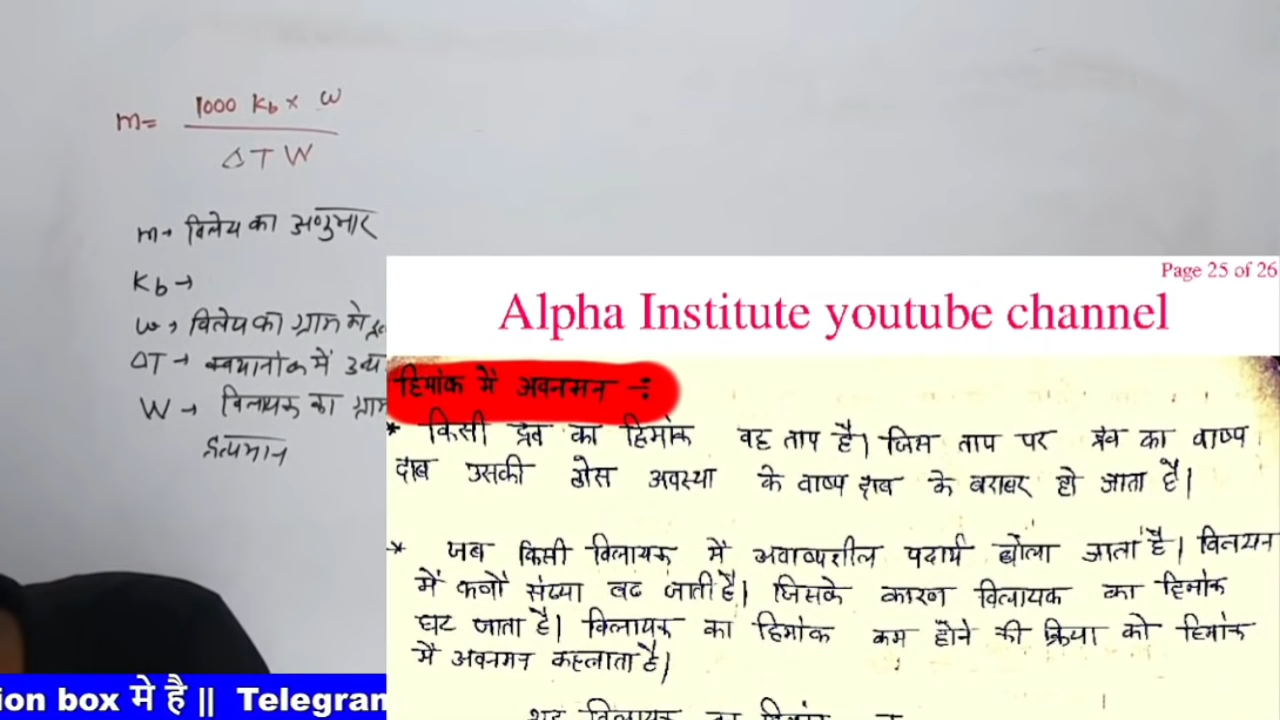 m= 1000 Kb × w
ΔT W
m→ विलेय का अणुभार
Kb →
w → विलेय का ग्राम मे
ΔT → क्वथनांक में
W → विलायक का ग्राम
द्रव्यमान
Page 25 of 26
Alpha Institute youtube channel
हिमांक में अवनमन ÷
* किसी द्रव का हिमांक वह ताप है। जिस ताप पर द्रव का वाष्प
दाब उसकी ठोस अवस्था के वाष्प दाब के बराबर हो जाता है।
* जब किसी विलायक में अवाष्पशील पदार्थ घोला जाता है। विलयन
में कणों संख्या बढ जाती है। जिसके कारण विलायक का हिमांक
घट जाता है। विलायक का हिमांक कम होने की क्रिया को हिमांक
में अवनमन कहलाता है।
विलायक
ion box मे है || Telegran